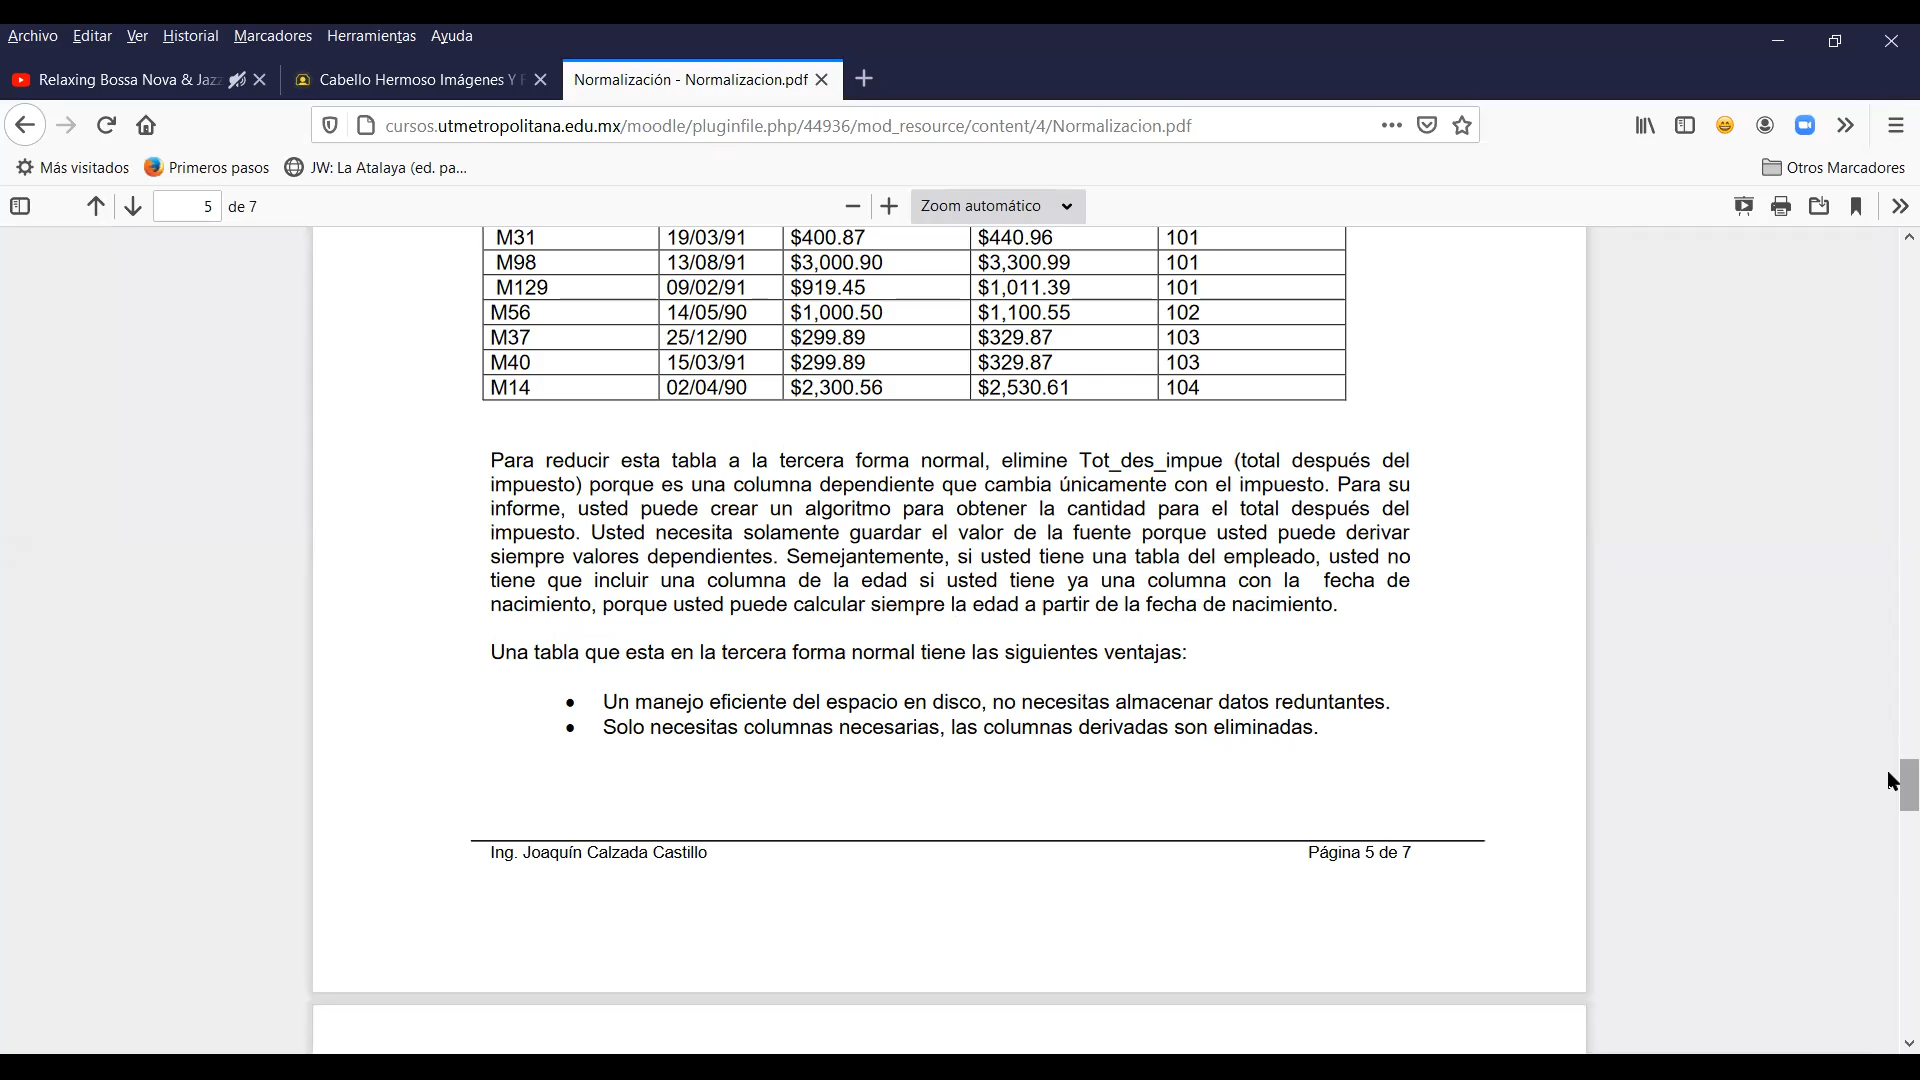 Archivo Editar Ver Historial Marcadores Herramientas Ayuda
Relaxing Bossa Nova & Jazz
Cabello Hermoso Imágenes Y F
Normalización - Normalizacion.pdf
cursos.utmetropolitana.edu.mx/moodle/pluginfile.php/44936/mod_resource/content/4/Normalizacion.pdf
Más visitados Primeros pasos JW: La Atalaya (ed. pa... Otros Marcadores
5 de 7 Zoom automático
M31 19/03/91 $400.87 $440.96 101
M98 13/08/91 $3,000.90 $3,300.99 101
M129 09/02/91 $919.45 $1,011.39 101
M56 14/05/90 $1,000.50 $1,100.55 102
M37 25/12/90 $299.89 $329.87 103
M40 15/03/91 $299.89 $329.87 103
M14 02/04/90 $2,300.56 $2,530.61 104
Para reducir esta tabla a la tercera forma normal, elimine Tot_des_impue (total después del
impuesto) porque es una columna dependiente que cambia únicamente con el impuesto. Para su
informe, usted puede crear un algoritmo para obtener la cantidad para el total después del
impuesto. Usted necesita solamente guardar el valor de la fuente porque usted puede derivar
siempre valores dependientes. Semejantemente, si usted tiene una tabla del empleado, usted no
tiene que incluir una columna de la edad si usted tiene ya una columna con la fecha de
nacimiento, porque usted puede calcular siempre la edad a partir de la fecha de nacimiento.
Una tabla que esta en la tercera forma normal tiene las siguientes ventajas:
• Un manejo eficiente del espacio en disco, no necesitas almacenar datos reduntantes.
• Solo necesitas columnas necesarias, las columnas derivadas son eliminadas.
Ing. Joaquín Calzada Castillo Página 5 de 7